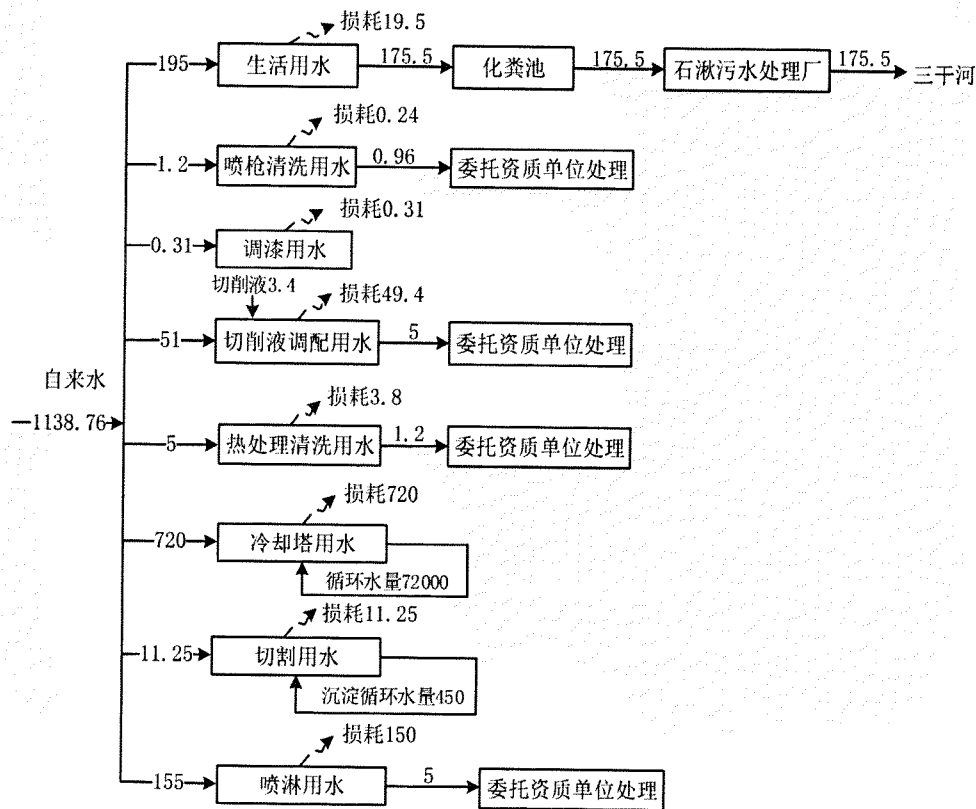 损耗19.5
195
生活用水
175.5
化粪池
175.5
石湫污水处理厂
175.5
三干河
损耗0.24
1.2
喷枪清洗用水
0.96
委托资质单位处理
损耗0.31
0.31
调漆用水
切削液3.4
损耗49.4
51
切削液调配用水
5
委托资质单位处理
自来水
1138.76
损耗3.8
5
热处理清洗用水
1.2
委托资质单位处理
损耗720
720
冷却塔用水
循环水量72000
损耗11.25
11.25
切割用水
沉淀循环水量450
损耗150
155
喷淋用水
5
委托资质单位处理